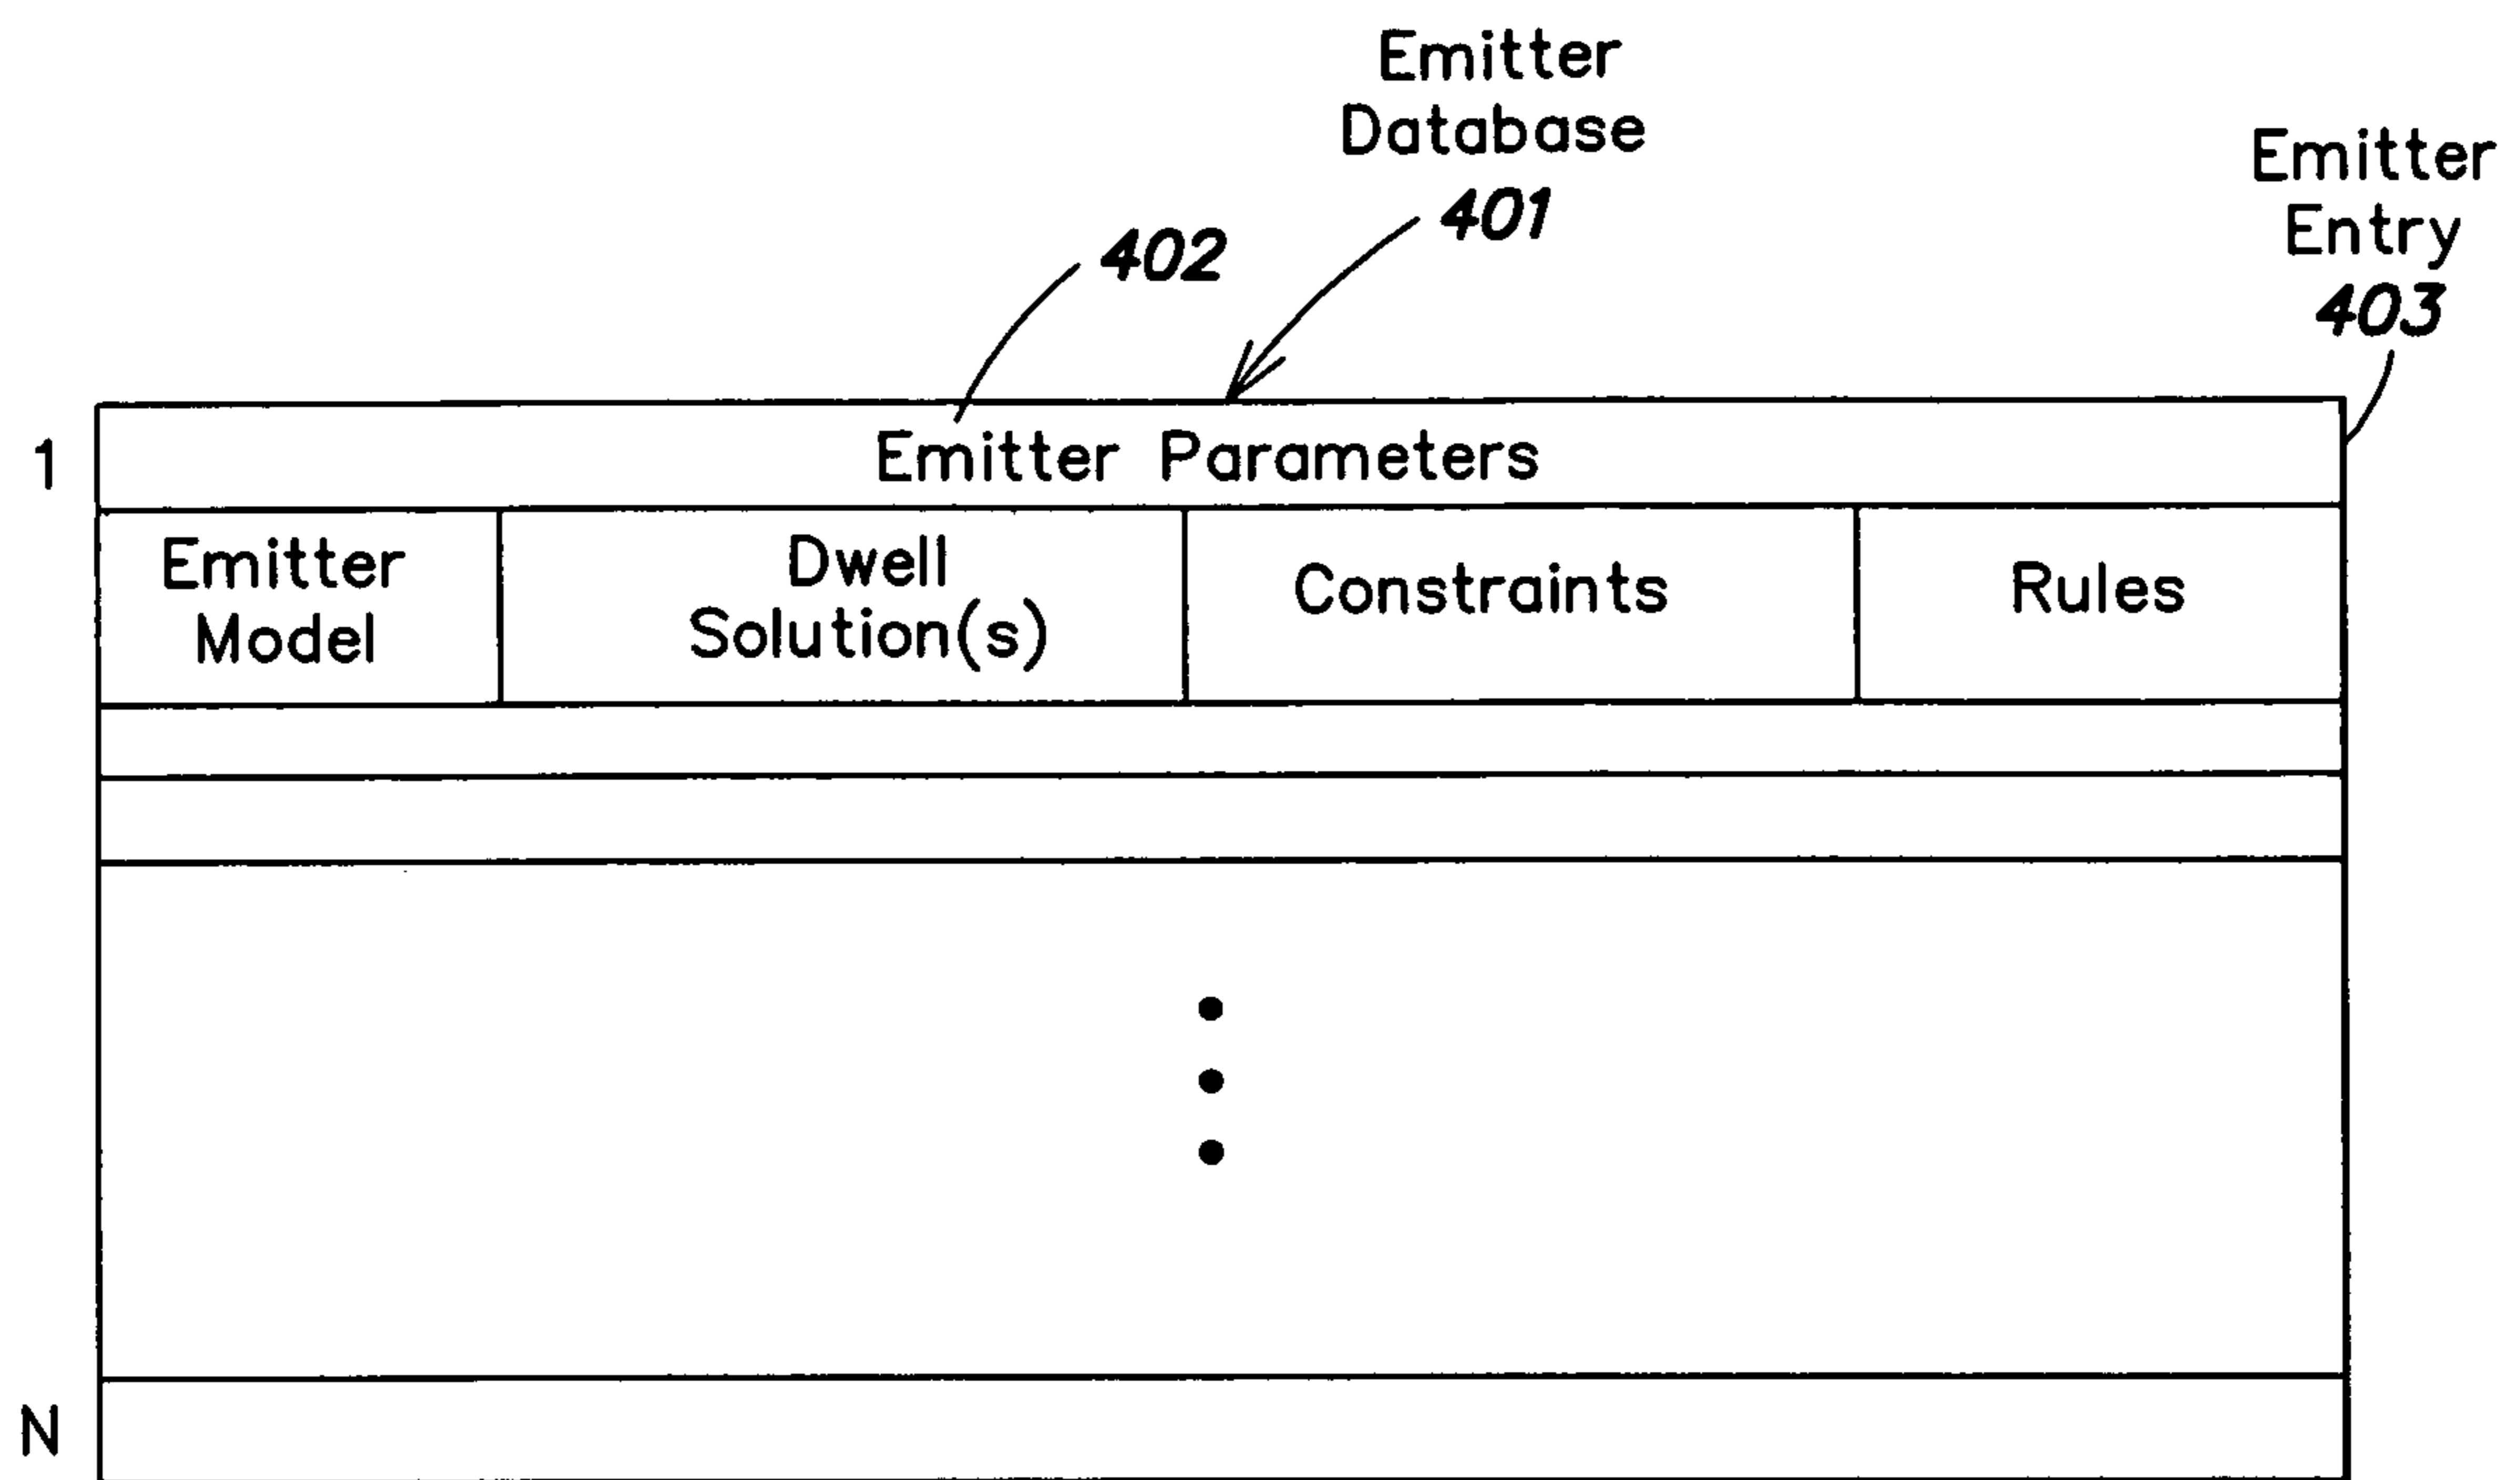 Emitter
Database
401
402
Emitter
Entry
403
1
Emitter Parameters
Emitter
Model
Dwell
Solution(s)
Constraints
Rules
N